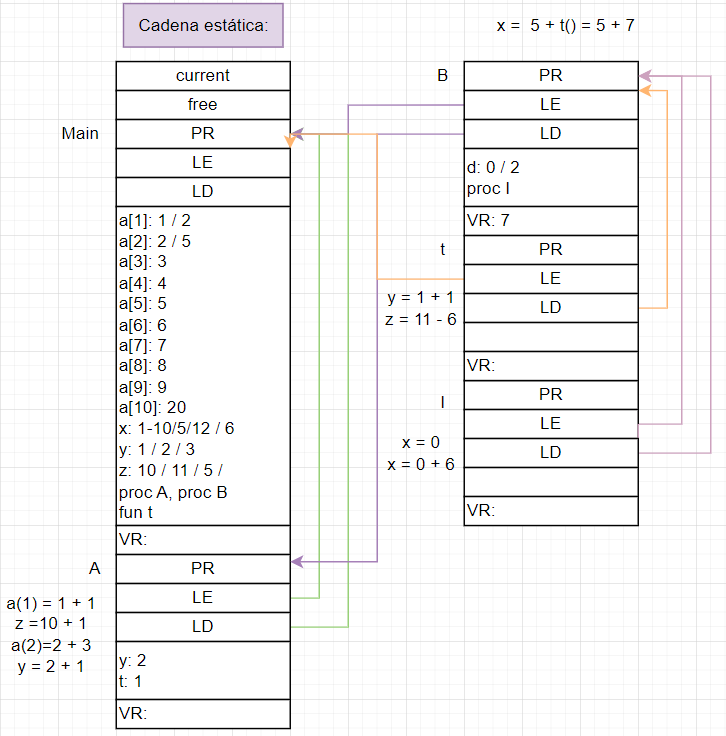 Cadena estática:
x = 5 + t() = 5 + 7
current
free
Main
PR
LE
LD
a[1]: 1 / 2
a[2]: 2 / 5
a[3]: 3
a[4]: 4
a[5]: 5
a[6]: 6
a[7]: 7
a[8]: 8
a[9]: 9
a[10]: 20
x: 1-10/5/12 / 6
y: 1 / 2 / 3
z: 10 / 11 / 5 /
proc A, proc B
fun t
VR:
A
PR
LE
LD
a(1) = 1 + 1
z =10 + 1
a(2)=2 + 3
y = 2 + 1
y: 2
t: 1
VR:
B
PR
LE
LD
d: 0 / 2
proc I
VR: 7
t
PR
LE
LD
y = 1 + 1
z = 11 - 6
VR:
I
PR
LE
LD
x = 0
x = 0 + 6
VR: